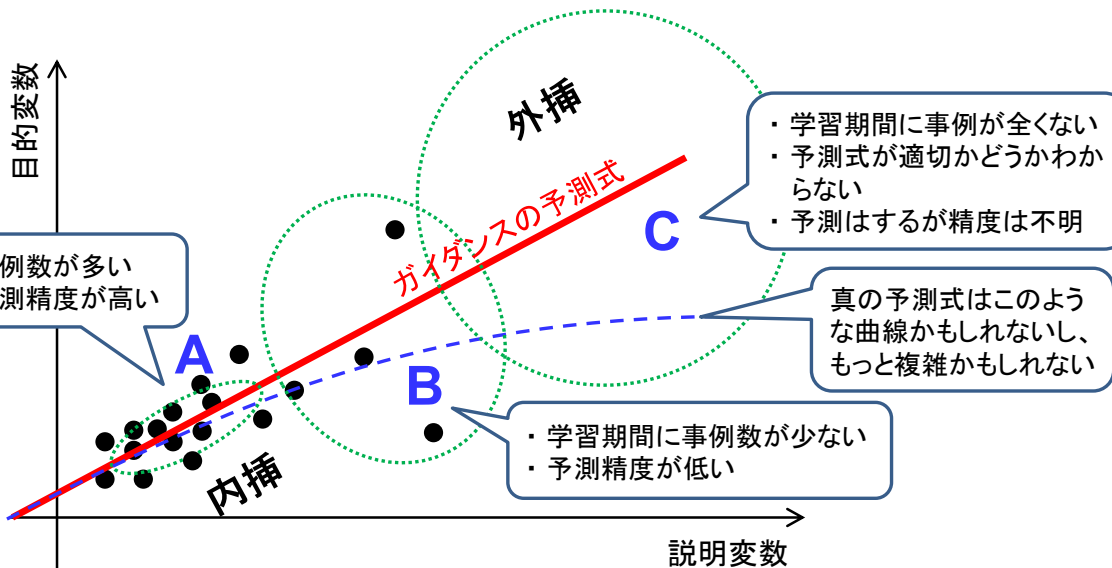 目的変数
外挿
・ 学習期間に事例が全くない
・ 予測式が適切かどうかわか
らない
・ 予測はするが精度は不明
ガイダンスの予測式
C
例数が多い
測精度が高い
真の予測式はこのよう
な曲線かもしれないし、
もっと複雑かもしれない
A
B
・ 学習期間に事例数が少ない
・ 予測精度が低い
内挿
説明変数